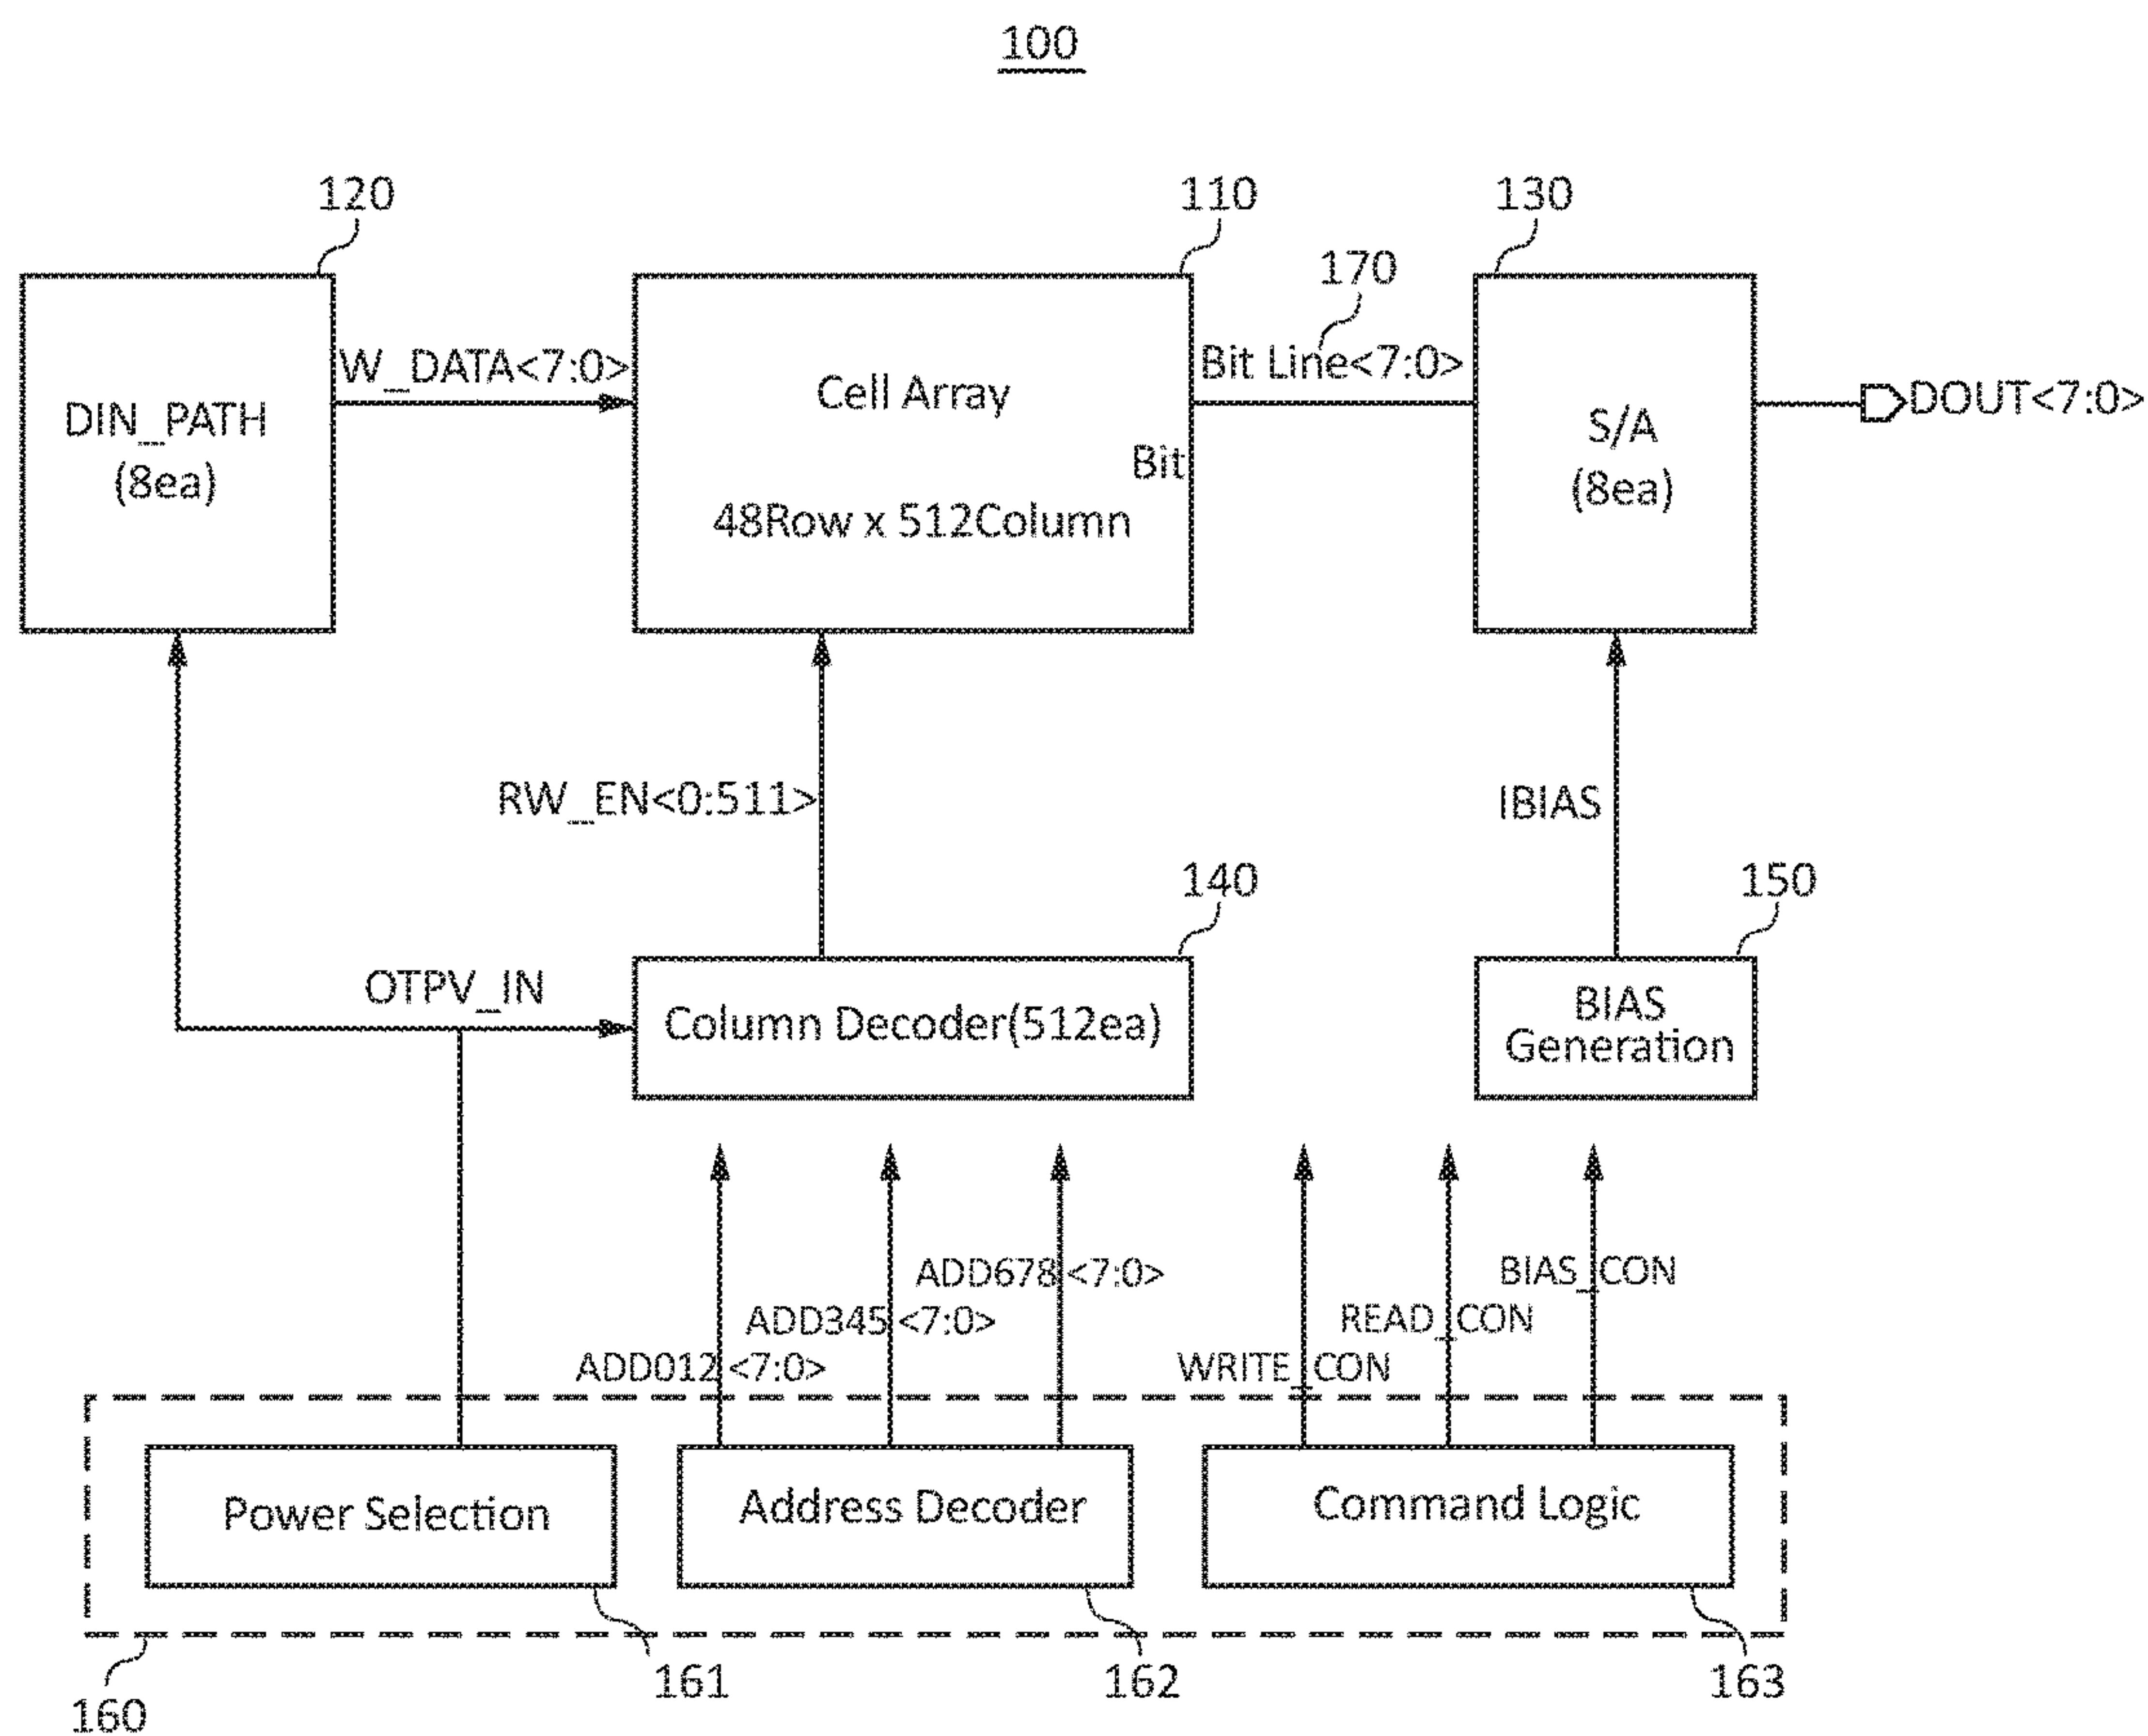 100
120
110
130
170
W_DATA<7:0>
Bit Line<7:0>
DIN_PATH
(8ea)
Cell Array
Bit
48Row x 512Column
S/A
(8ea)
DOUT<7:0>
RW_EN<0:511>
IBIAS
140
150
OTPV_IN
Column Decoder(512ea)
BIAS
Generation
ADD678<7:0>
BIAS_CON
ADD345<7:0>
READ_CON
ADD012<7:0>
WRITE_CON
Power Selection
Address Decoder
Command Logic
160
161
162
163